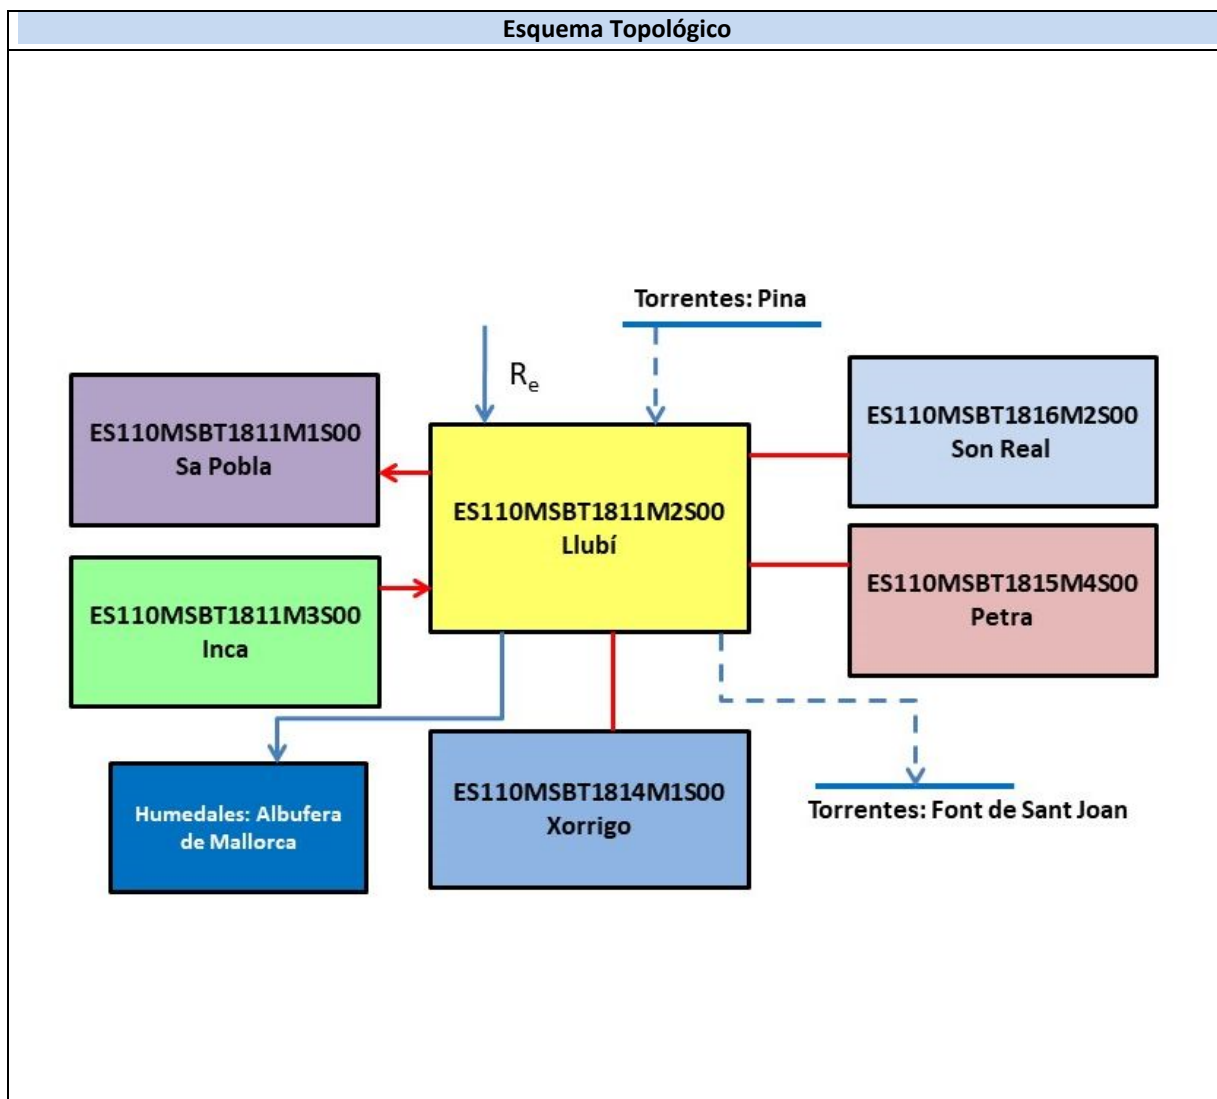 Esquema Topológico
Torrentes: Pina
Re
ES110MSBT1811M1S00
Sa Pobla
ES110MSBT1816M2S00
Son Real
ES110MSBT1811M2S00
Llubí
ES110MSBT1811M3S00
Inca
ES110MSBT1815M4S00
Petra
Humedales: Albufera
de Mallorca
ES110MSBT1814M1S00
Xorrigo
Torrentes: Font de Sant Joan